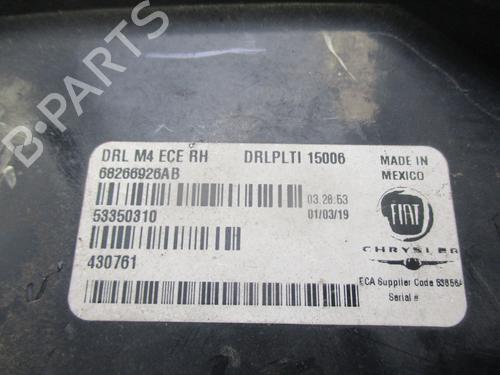 B-PARTS
DRL M4 ECE RH DRLPLTI 15006
68266926AB
53350310
430761
03.28.53
01/03/19
MADE IN
MEXICO
FIAT
CHRYSLER
ECA Supplier Code
Serial #